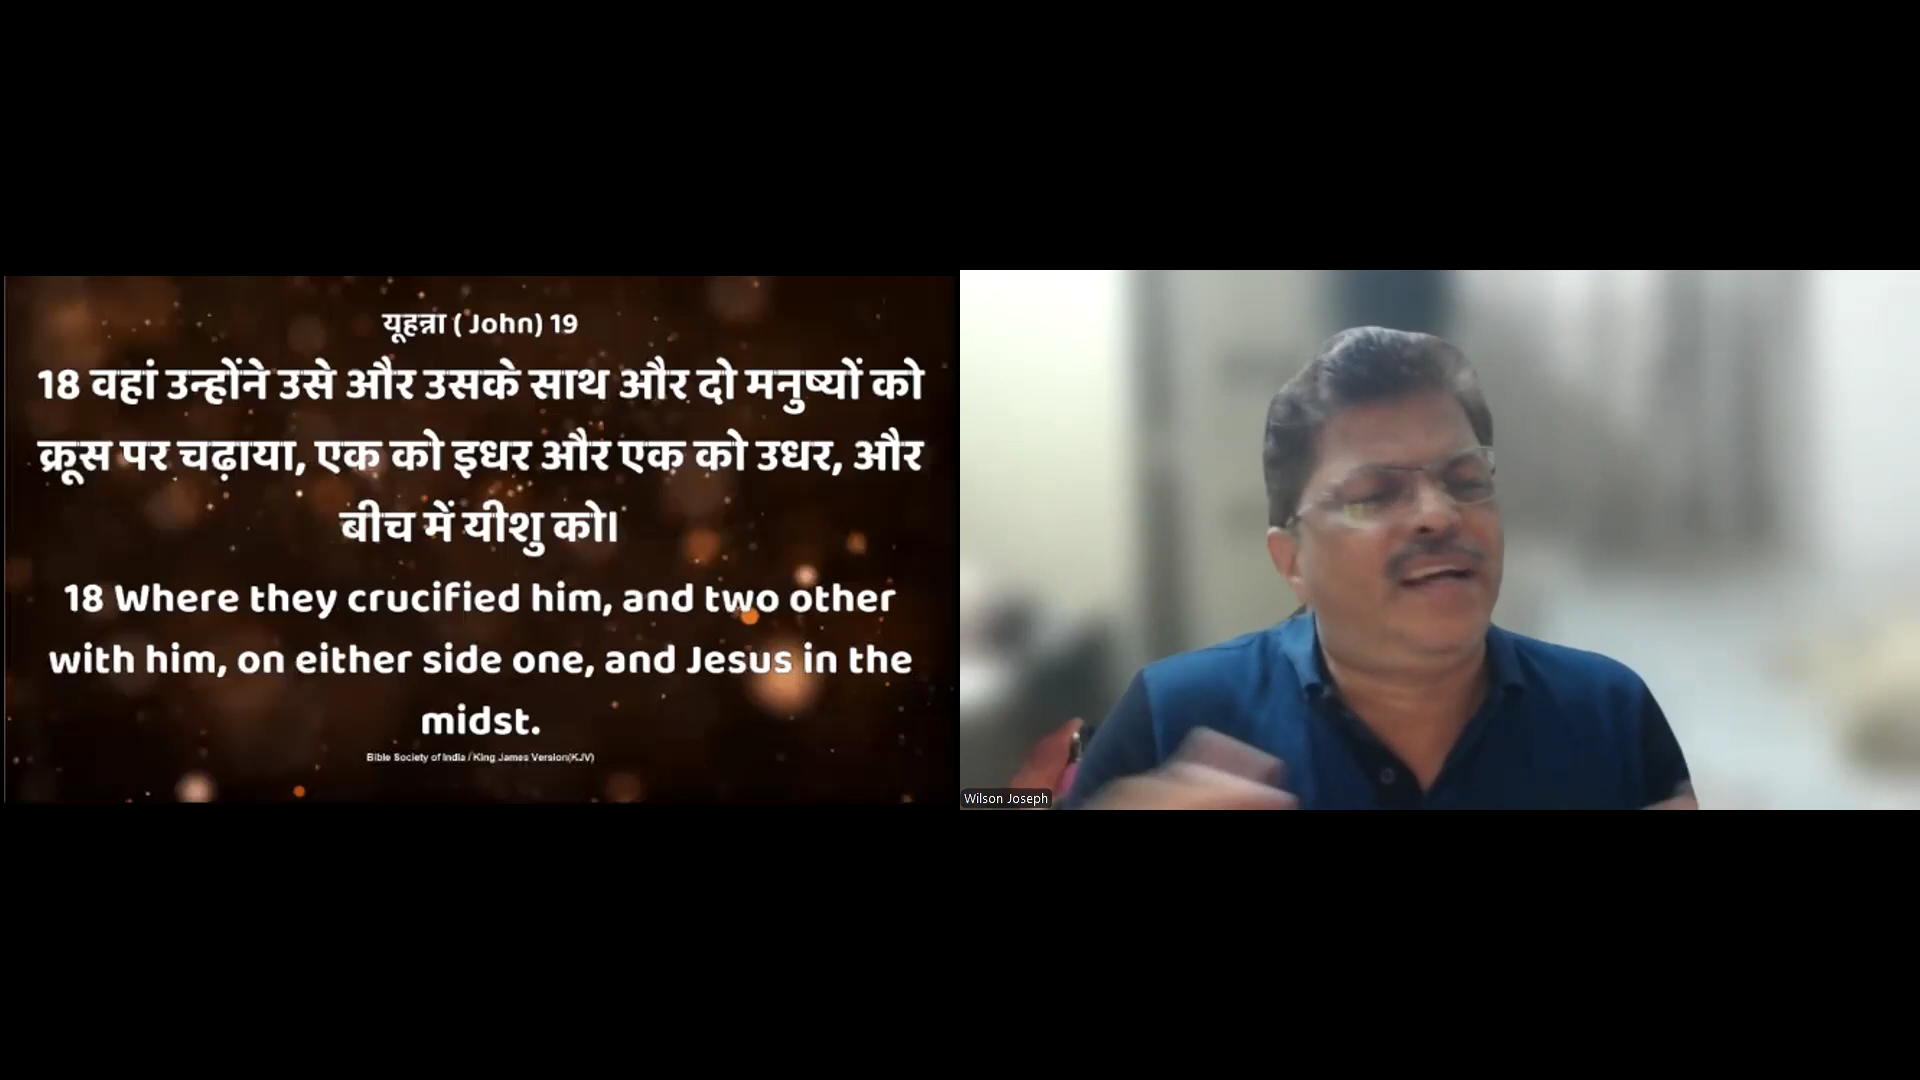 यूहन्ना ( John) 19
18 वहां उन्होंने उसे और उसके साथ और दो मनुष्यों को
क्रूस पर चढ़ाया, एक को इधर और एक को उधर, और
बीच में यीशु को।
18 Where they crucified him, and two other
with him, on either side one, and Jesus in the
midst.
Bible Society of India / King James Version(KJV)
Wilson Joseph